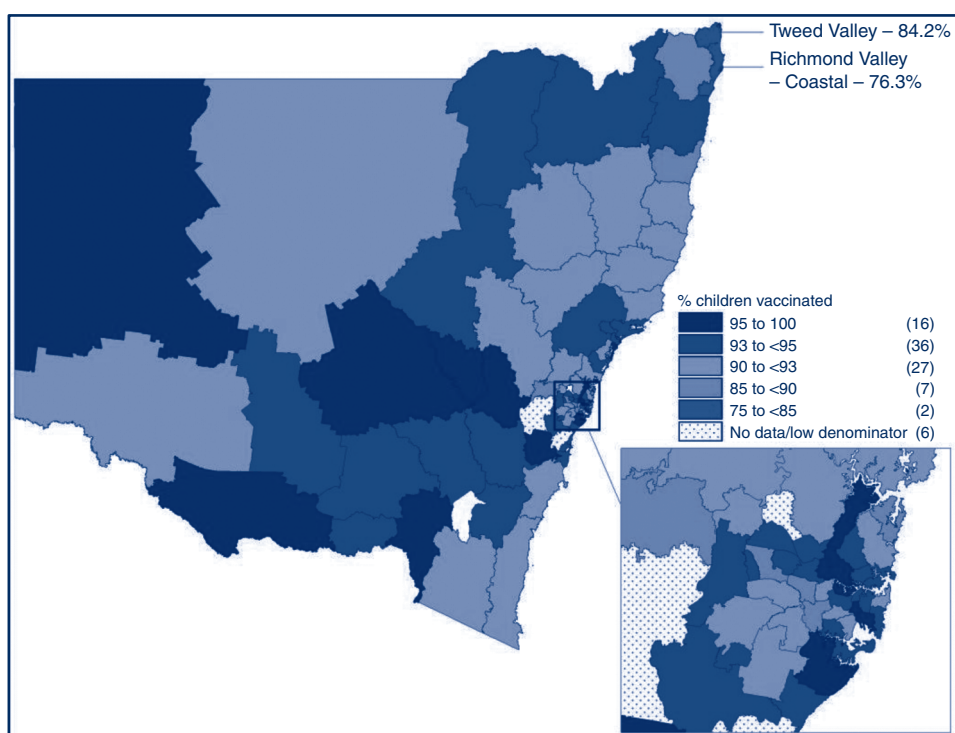 Tweed Valley – 84.2%
Richmond Valley
– Coastal – 76.3%
% children vaccinated
95 to 100 (16)
93 to <95 (36)
90 to <93 (27)
85 to <90 (7)
75 to <85 (2)
No data/low denominator (6)